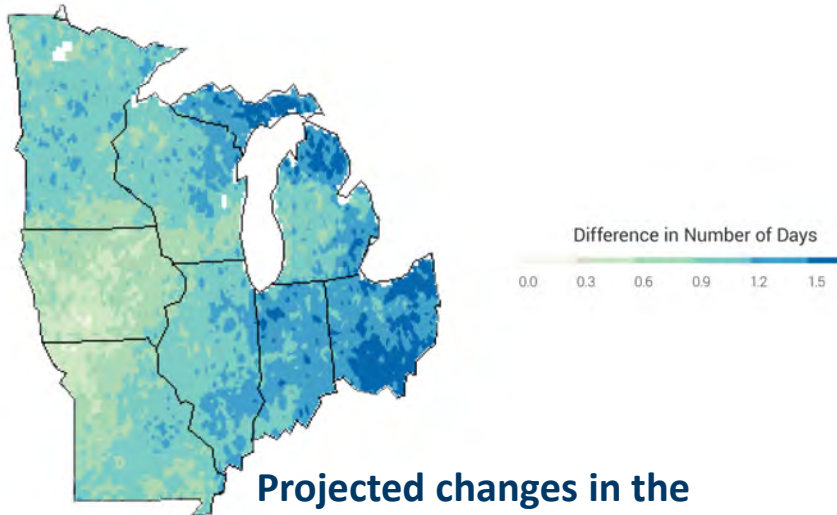 Difference in Number of Days
0.0 0.3 0.6 0.9 1.2 1.5
Projected changes in the